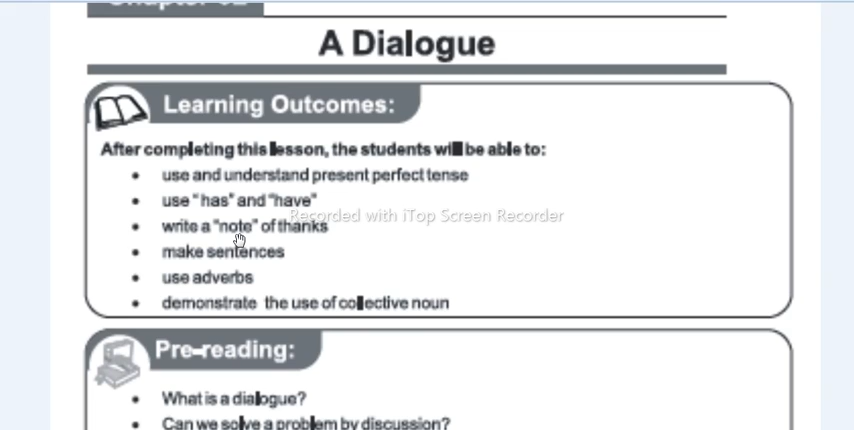 A Dialogue
Learning Outcomes:
After completing this lesson, the students will be able to:
• use and understand present perfect tense
• use "has" and "have"
Recorded with iTop Screen Recorder
• write a "note" of thanks
• make sentences
• use adverbs
• demonstrate the use of collective noun
Pre-reading:
• What is a dialogue?
• Can we solve a problem by discussion?